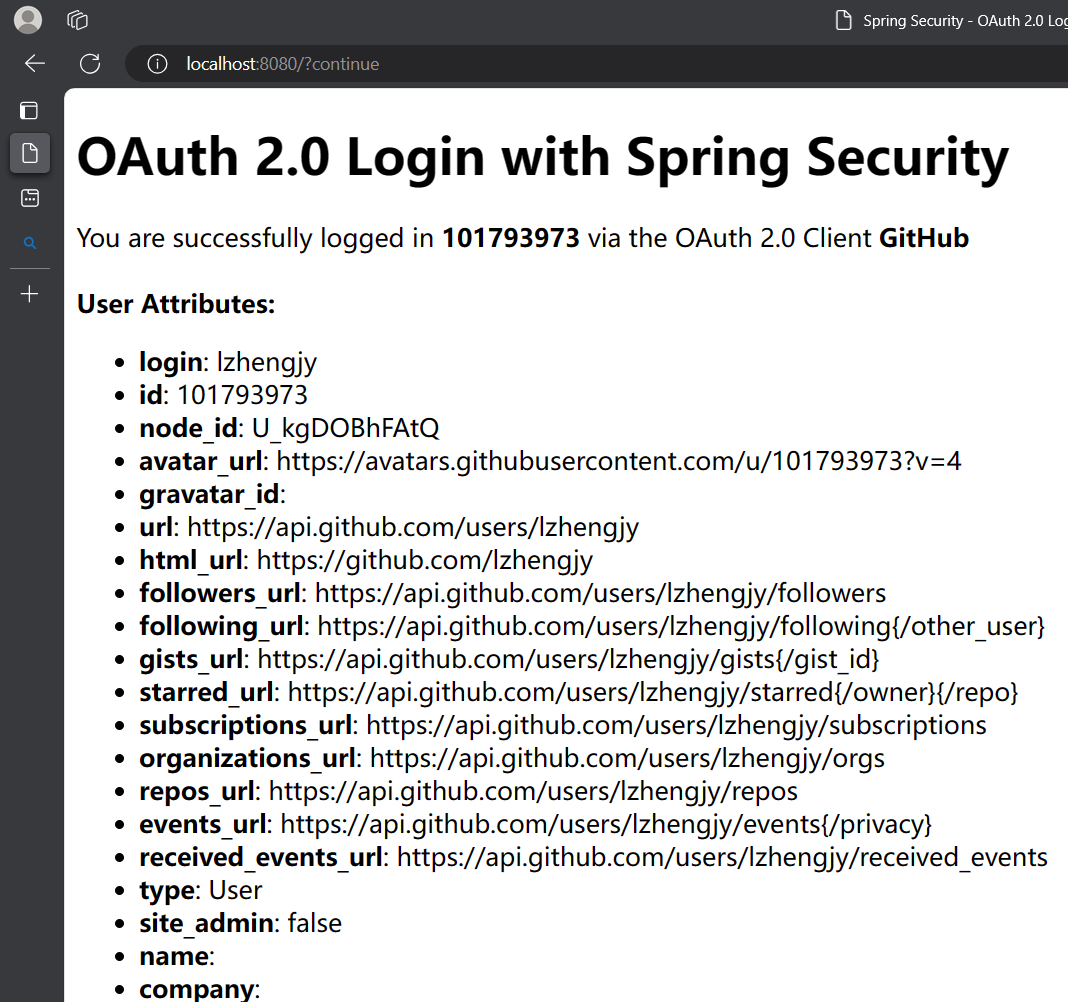 Spring Security - OAuth 2.0 Log
localhost:8080/?continue
OAuth 2.0 Login with Spring Security
You are successfully logged in 101793973 via the OAuth 2.0 Client GitHub
User Attributes:
• login: lzhengjy
• id: 101793973
• node_id: U_kgDOBhFAtQ
• avatar_url: https://avatars.githubusercontent.com/u/101793973?v=4
• gravatar_id:
• url: https://api.github.com/users/lzhengjy
• html_url: https://github.com/lzhengjy
• followers_url: https://api.github.com/users/lzhengjy/followers
• following_url: https://api.github.com/users/lzhengjy/following{/other_user}
• gists_url: https://api.github.com/users/lzhengjy/gists{/gist_id}
• starred_url: https://api.github.com/users/lzhengjy/starred{/owner}{/repo}
• subscriptions_url: https://api.github.com/users/lzhengjy/subscriptions
• organizations_url: https://api.github.com/users/lzhengjy/orgs
• repos_url: https://api.github.com/users/lzhengjy/repos
• events_url: https://api.github.com/users/lzhengjy/events{/privacy}
• received_events_url: https://api.github.com/users/lzhengjy/received_events
• type: User
• site_admin: false
• name:
• company: